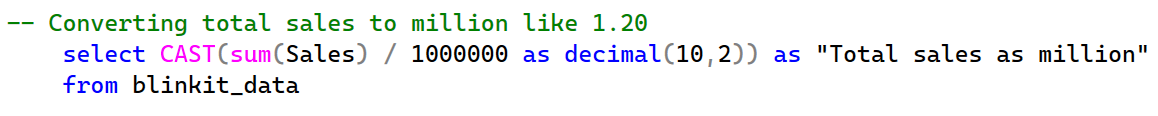 -- Converting total sales to million like 1.20
select CAST(sum(Sales) / 1000000 as decimal(10,2)) as "Total sales as million"
from blinkit_data